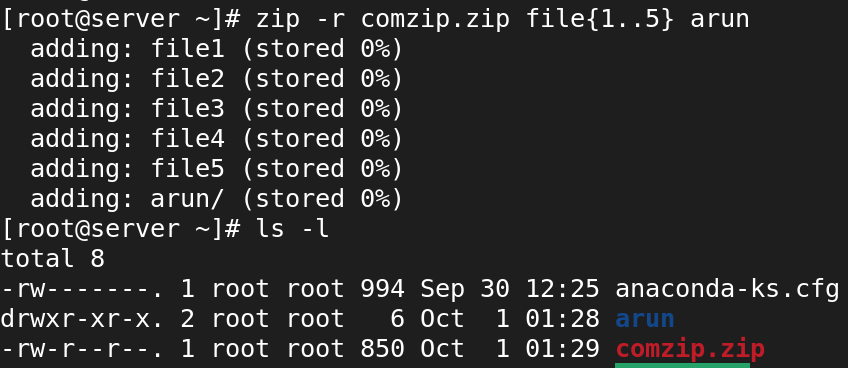 [root@server ~]# zip -r comzip.zip file{1..5} arun
  adding: file1 (stored 0%)
  adding: file2 (stored 0%)
  adding: file3 (stored 0%)
  adding: file4 (stored 0%)
  adding: file5 (stored 0%)
  adding: arun/ (stored 0%)
[root@server ~]# ls -l
total 8
-rw-------. 1 root root 994 Sep 30 12:25 anaconda-ks.cfg
drwxr-xr-x. 2 root root   6 Oct  1 01:28 arun
-rw-r--r--. 1 root root 850 Oct  1 01:29 comzip.zip